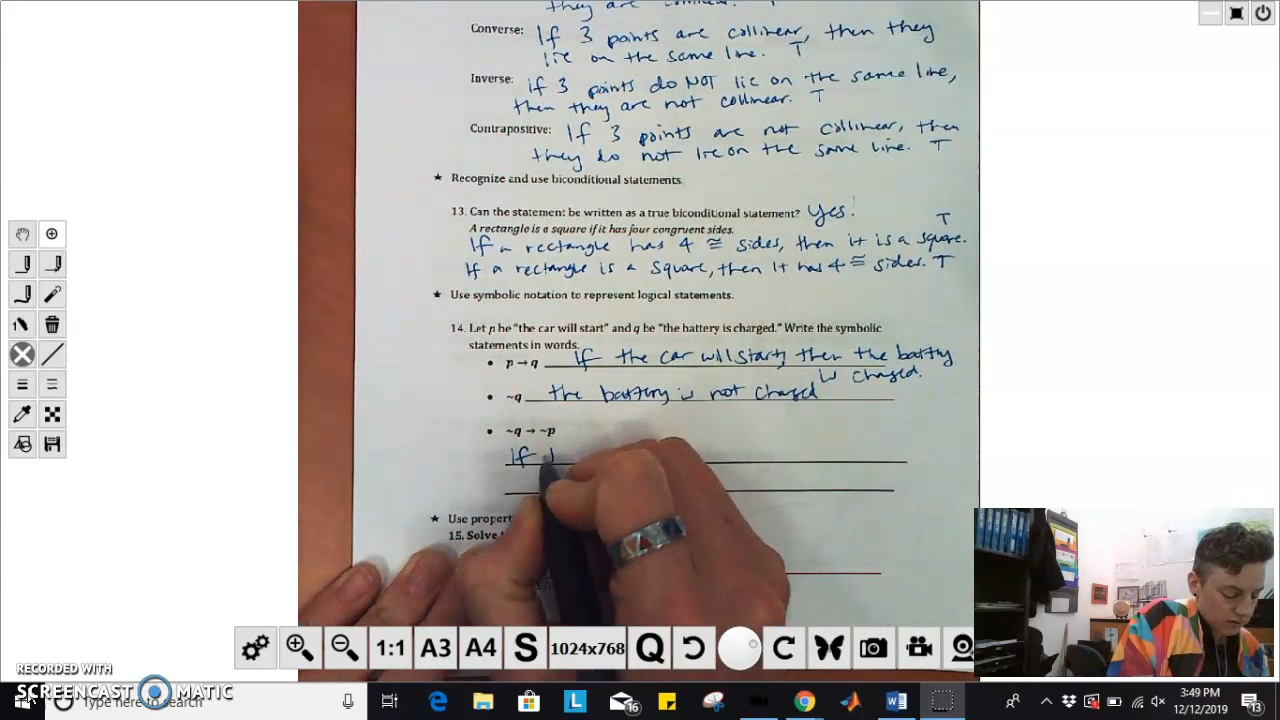 they are
Converse: If 3 points are collinear, then they
lie on the same line. T
Inverse: If 3 points do NOT lie on the same line,
then they are not collinear. T
Contrapositive: If 3 points are not collinear, then
they do not lie on the same line. T
★ Recognize and use biconditional statements.
13. Can the statement be written as a true biconditional statement? Yes!
A rectangle is a square if it has four congruent sides. T
If a rectangle has 4 ≅ sides, then it is a square.
If a rectangle is a square, then it has 4 ≅ sides. T
★ Use symbolic notation to represent logical statements.
14. Let p be "the car will start" and q be "the battery is charged." Write the symbolic
statements in words.
• p → q If the car will start, then the battery
is charged.
• ~q the battery is not charged
• ~q → ~p
If
★ Use propert
15. Solve
1:1 A3 A4 S 1024x768 Q
RECORDED WITH
SCREENCAST MATIC
Type here to search
L
16
W
3:49 PM
12/12/2019
13